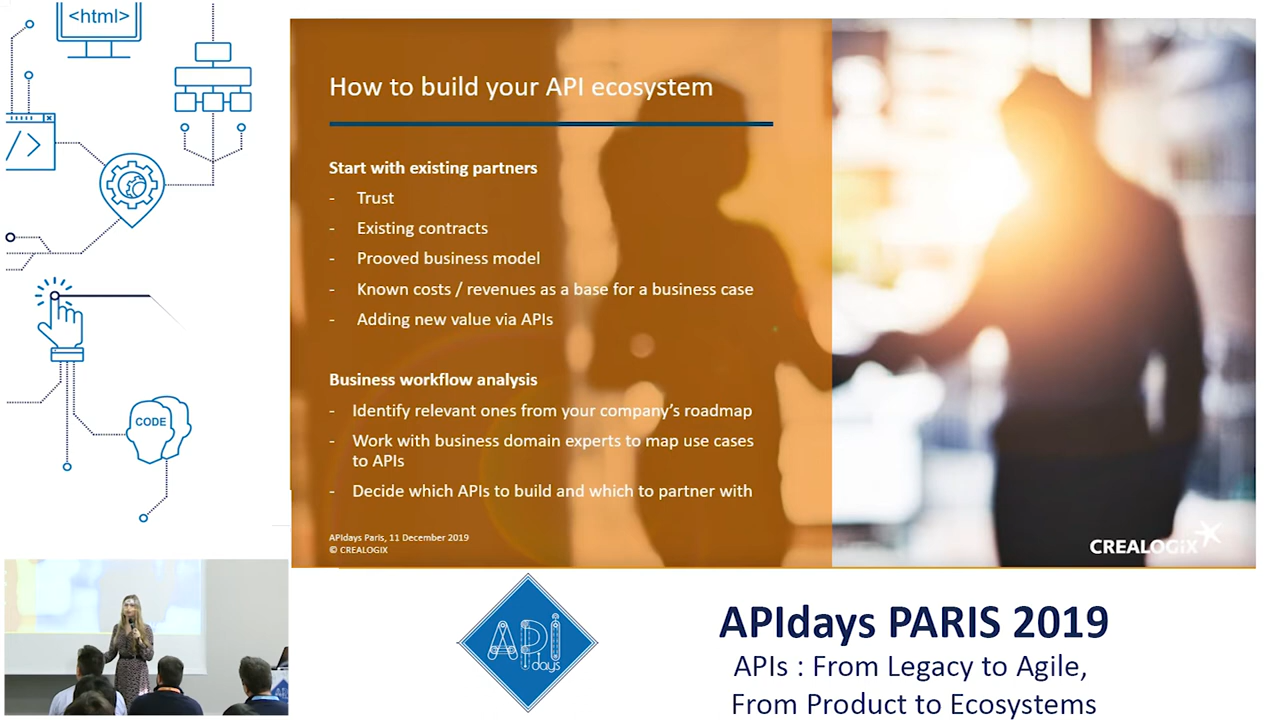 <html>
</>
CODE
How to build your API ecosystem
Start with existing partners
- Trust
- Existing contracts
- Prooved business model
- Known costs / revenues as a base for a business case
- Adding new value via APIs
Business workflow analysis
- Identify relevant ones from your company's roadmap
- Work with business domain experts to map use cases
to APIs
- Decide which APIs to build and which to partner with
APIdays Paris, 11 December 2019
© CREALOGIX
CREALOGIX
API
days
APIdays PARIS 2019
APIs : From Legacy to Agile,
From Product to Ecosystems